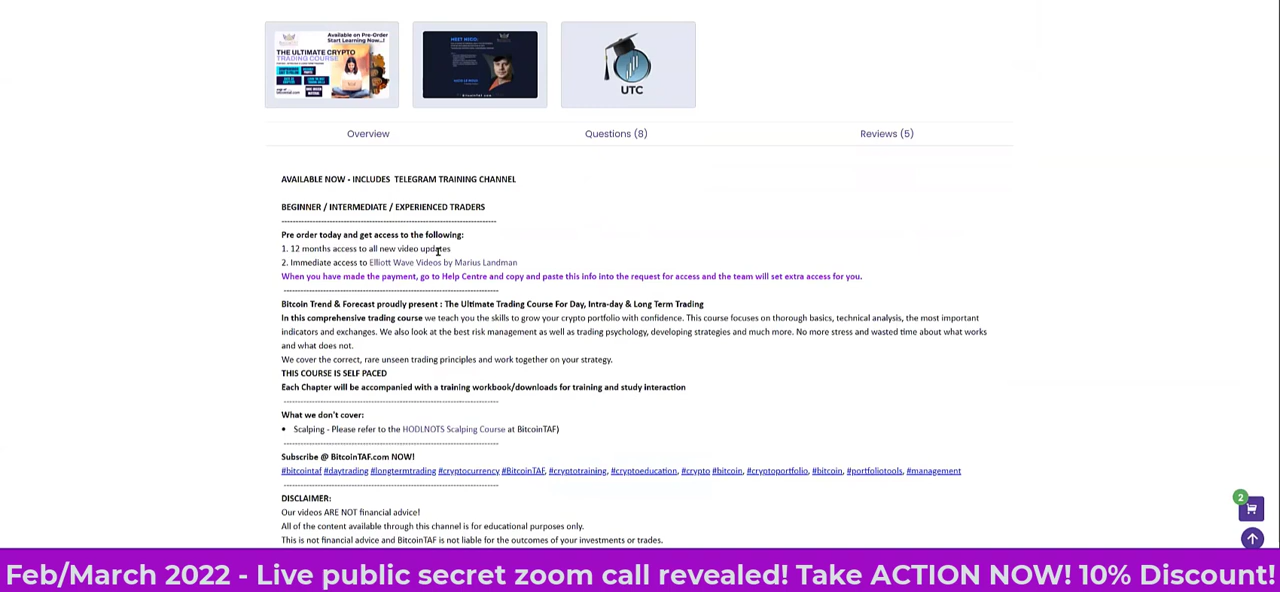 Available on Pre-Order
Start Learning Now...!
THE ULTIMATE CRYPTO
TRADING COURSE
UTC
Overview
Questions (8)
Reviews (5)
AVAILABLE NOW - INCLUDES TELEGRAM TRAINING CHANNEL
BEGINNER / INTERMEDIATE / EXPERIENCED TRADERS
Pre order today and get access to the following:
1. 12 months access to all new video updates
2. Immediate access to Elliott Wave Videos by Marius Landman
When you have made the payment, go to Help Centre and copy and paste this info into the request for access and the team will set extra access for you.
Bitcoin Trend & Forecast proudly present : The Ultimate Trading Course For Day, Intra-day & Long Term Trading
In this comprehensive trading course we teach you the skills to grow your crypto portfolio with confidence. This course focuses on thorough basics, technical analysis, the most important
indicators and exchanges. We also look at the best risk management as well as trading psychology, developing strategies and much more. No more stress and wasted time about what works
and what does not.
We cover the correct, rare unseen trading principles and work together on your strategy.
THIS COURSE IS SELF PACED
Each Chapter will be accompanied with a training workbook/downloads for training and study interaction
What we don't cover:
• Scalping - Please refer to the HODLNOTS Scalping Course at BitcoinTAF)
Subscribe @ BitcoinTAF.com NOW!
#bitcointaf #daytrading #longtermtrading #cryptocurrency #BitcoinTAF, #cryptotraining, #cryptoeducation, #crypto #bitcoin, #cryptoportfolio, #bitcoin, #portfoliotools, #management
DISCLAIMER:
Our videos ARE NOT financial advice!
All of the content available through this channel is for educational purposes only.
This is not financial advice and BitcoinTAF is not liable for the outcomes of your investments or trades.
2
Feb/March 2022 - Live public secret zoom call revealed! Take ACTION NOW! 10% Discount!